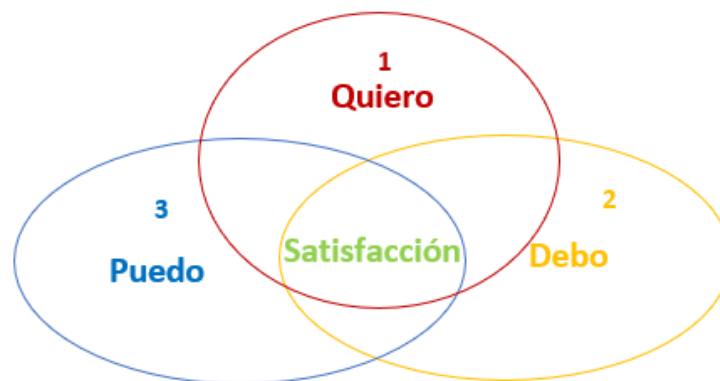 1
Quiero
2
Debo
3
Puedo
Satisfacción